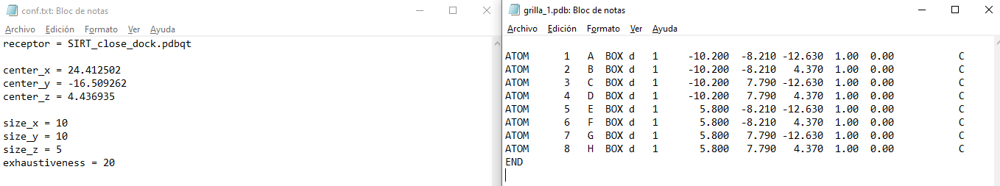 conf.txt: Bloc de notas
Archivo Edición Formato Ver Ayuda
receptor = SIRT_close_dock.pdbqt
center_x = 24.412502
center_y = -16.509262
center_z = 4.436935
size_x = 10
size_y = 10
size_z = 5
exhaustiveness = 20
grilla_1.pdb: Bloc de notas
Archivo Edición Formato Ver Ayuda
ATOM 1 A BOX d 1 -10.200 -8.210 -12.630 1.00 0.00 C
ATOM 2 B BOX d 1 -10.200 -8.210 4.370 1.00 0.00 C
ATOM 3 C BOX d 1 -10.200 7.790 -12.630 1.00 0.00 C
ATOM 4 D BOX d 1 -10.200 7.790 4.370 1.00 0.00 C
ATOM 5 E BOX d 1 5.800 -8.210 -12.630 1.00 0.00 C
ATOM 6 F BOX d 1 5.800 -8.210 4.370 1.00 0.00 C
ATOM 7 G BOX d 1 5.800 7.790 -12.630 1.00 0.00 C
ATOM 8 H BOX d 1 5.800 7.790 4.370 1.00 0.00 C
END